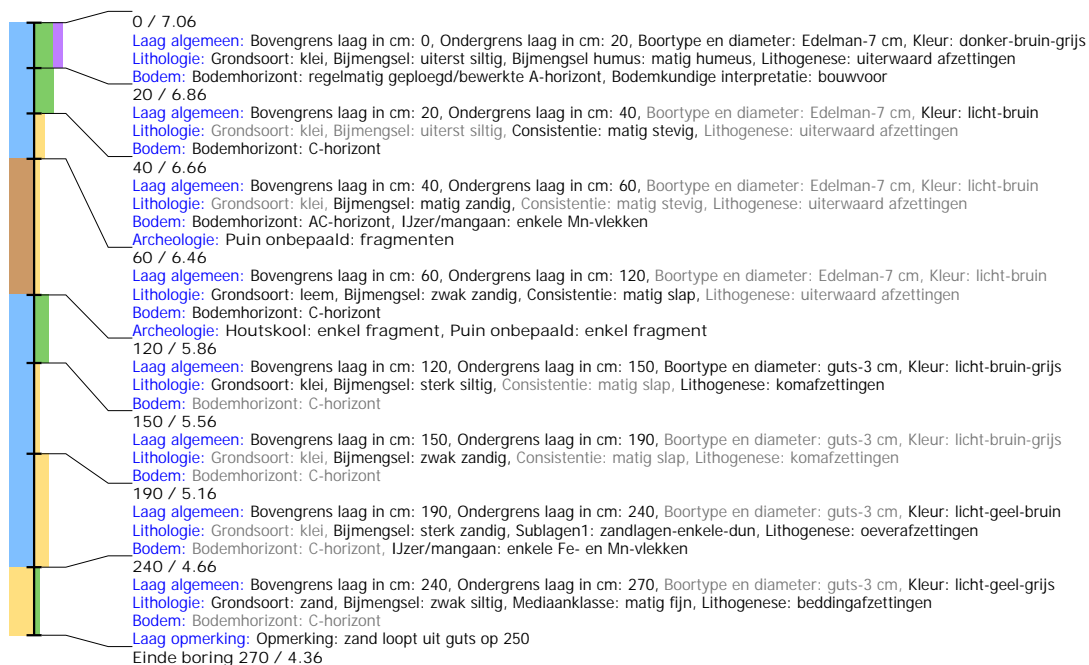 0 / 7.06
Laag algemeen: Bovengrens laag in cm: 0, Ondergrens laag in cm: 20, Boortype en diameter: Edelman-7 cm, Kleur: donker-bruin-grijs
Lithologie: Grondsoort: klei, Bijmengsel: uiterst siltig, Bijmengsel humus: matig humeus, Lithogenese: uiterwaard afzettingen
Bodem: Bodemhorizont: regelmatig geploegd/bewerkte A-horizont, Bodemkundige interpretatie: bouwvoor
20 / 6.86
Laag algemeen: Bovengrens laag in cm: 20, Ondergrens laag in cm: 40, Boortype en diameter: Edelman-7 cm, Kleur: licht-bruin
Lithologie: Grondsoort: klei, Bijmengsel: uiterst siltig, Consistentie: matig stevig, Lithogenese: uiterwaard afzettingen
Bodem: Bodemhorizont: C-horizont
40 / 6.66
Laag algemeen: Bovengrens laag in cm: 40, Ondergrens laag in cm: 60, Boortype en diameter: Edelman-7 cm, Kleur: licht-bruin
Lithologie: Grondsoort: klei, Bijmengsel: matig zandig, Consistentie: matig stevig, Lithogenese: uiterwaard afzettingen
Bodem: Bodemhorizont: AC-horizont, IJzer/mangaan: enkele Mn-vlekken
Archeologie: Puin onbepaald: fragmenten
60 / 6.46
Laag algemeen: Bovengrens laag in cm: 60, Ondergrens laag in cm: 120, Boortype en diameter: Edelman-7 cm, Kleur: licht-bruin
Lithologie: Grondsoort: leem, Bijmengsel: zwak zandig, Consistentie: matig slap, Lithogenese: uiterwaard afzettingen
Bodem: Bodemhorizont: C-horizont
Archeologie: Houtskool: enkel fragment, Puin onbepaald: enkel fragment
120 / 5.86
Laag algemeen: Bovengrens laag in cm: 120, Ondergrens laag in cm: 150, Boortype en diameter: guts-3 cm, Kleur: licht-bruin-grijs
Lithologie: Grondsoort: klei, Bijmengsel: sterk siltig, Consistentie: matig slap, Lithogenese: komafzettingen
Bodem: Bodemhorizont: C-horizont
150 / 5.56
Laag algemeen: Bovengrens laag in cm: 150, Ondergrens laag in cm: 190, Boortype en diameter: guts-3 cm, Kleur: licht-bruin-grijs
Lithologie: Grondsoort: klei, Bijmengsel: zwak zandig, Consistentie: matig slap, Lithogenese: komafzettingen
Bodem: Bodemhorizont: C-horizont
190 / 5.16
Laag algemeen: Bovengrens laag in cm: 190, Ondergrens laag in cm: 240, Boortype en diameter: guts-3 cm, Kleur: licht-geel-bruin
Lithologie: Grondsoort: klei, Bijmengsel: sterk zandig, Sublagen1: zandlagen-enkele-dun, Lithogenese: oeverafzettingen
Bodem: Bodemhorizont: C-horizont, IJzer/mangaan: enkele Fe- en Mn-vlekken
240 / 4.66
Laag algemeen: Bovengrens laag in cm: 240, Ondergrens laag in cm: 270, Boortype en diameter: guts-3 cm, Kleur: licht-geel-grijs
Lithologie: Grondsoort: zand, Bijmengsel: zwak siltig, Mediaanklasse: matig fijn, Lithogenese: beddingafzettingen
Bodem: Bodemhorizont: C-horizont
Laag opmerking: Opmerking: zand loopt uit guts op 250
Einde boring 270 / 4.36